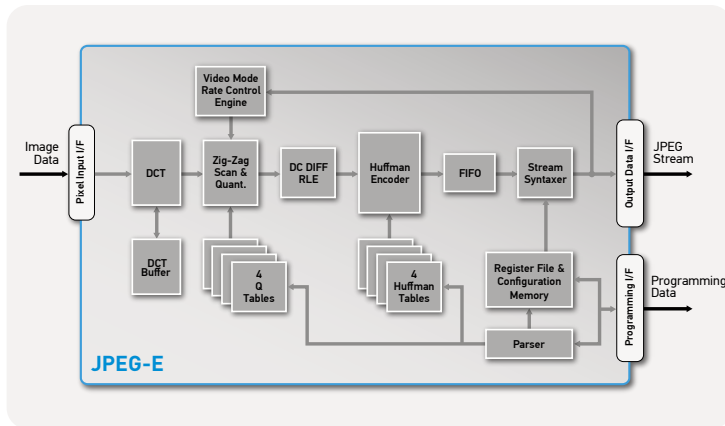 Video Mode
Rate Control
Engine
Image
Data
Pixel Input I/F
DCT
Zig-Zag
Scan &
Quant.
DC DIFF
RLE
Huffman
Encoder
FIFO
Stream
Syntaxer
Output Data I/F
JPEG
Stream
DCT
Buffer
4
Q
Tables
4
Huffman
Tables
Register File &
Configuration
Memory
Parser
Programming I/F
Programming
Data
JPEG-E